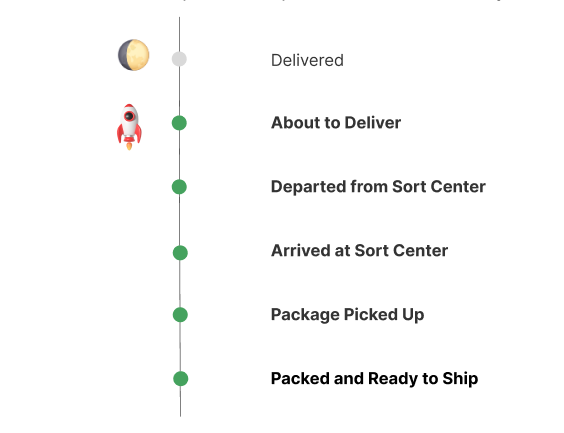 Delivered
About to Deliver
Departed from Sort Center
Arrived at Sort Center
Package Picked Up
Packed and Ready to Ship